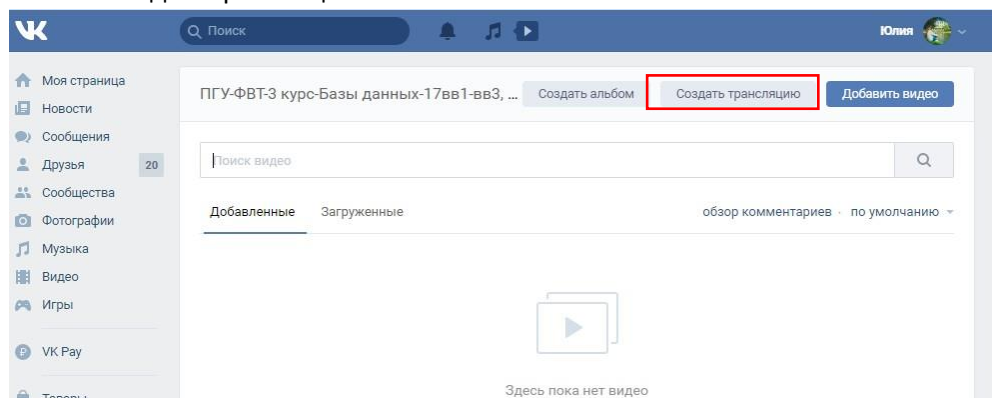 Поиск
Юлия
Моя страница
Новости
Сообщения
Друзья 20
Сообщества
Фотографии
Музыка
Видео
Игры
VK Pay
ПГУ-ФВТ-3 курс-Базы данных-17вв1-вв3, ... Создать альбом Создать трансляцию Добавить видео
Поиск видео
Добавленные Загруженные обзор комментариев · по умолчанию
Здесь пока нет видео